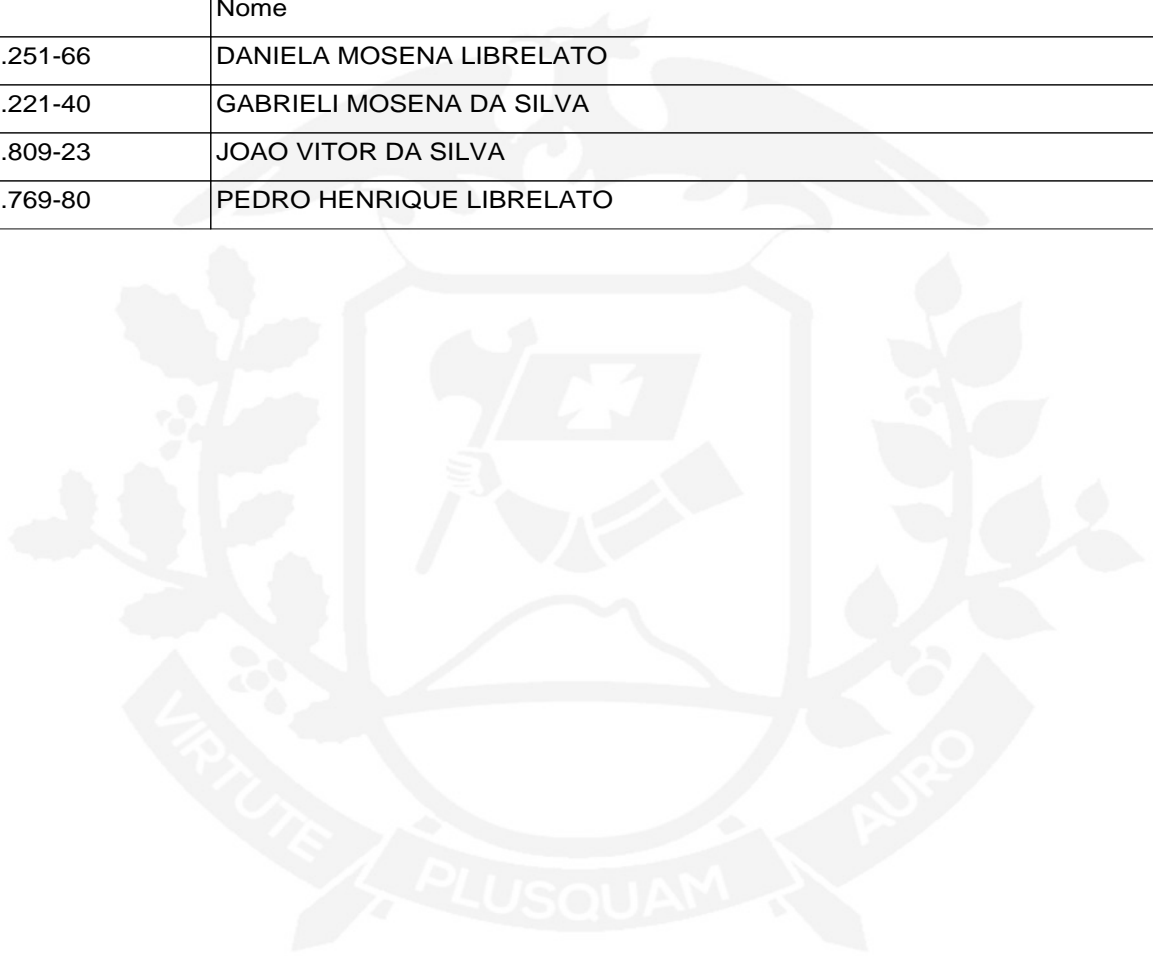 Nome
.251-66 DANIELA MOSENA LIBRELATO
.221-40 GABRIELI MOSENA DA SILVA
.809-23 JOAO VITOR DA SILVA
.769-80 PEDRO HENRIQUE LIBRELATO
VIRTUTE PLUSQUAM AURO